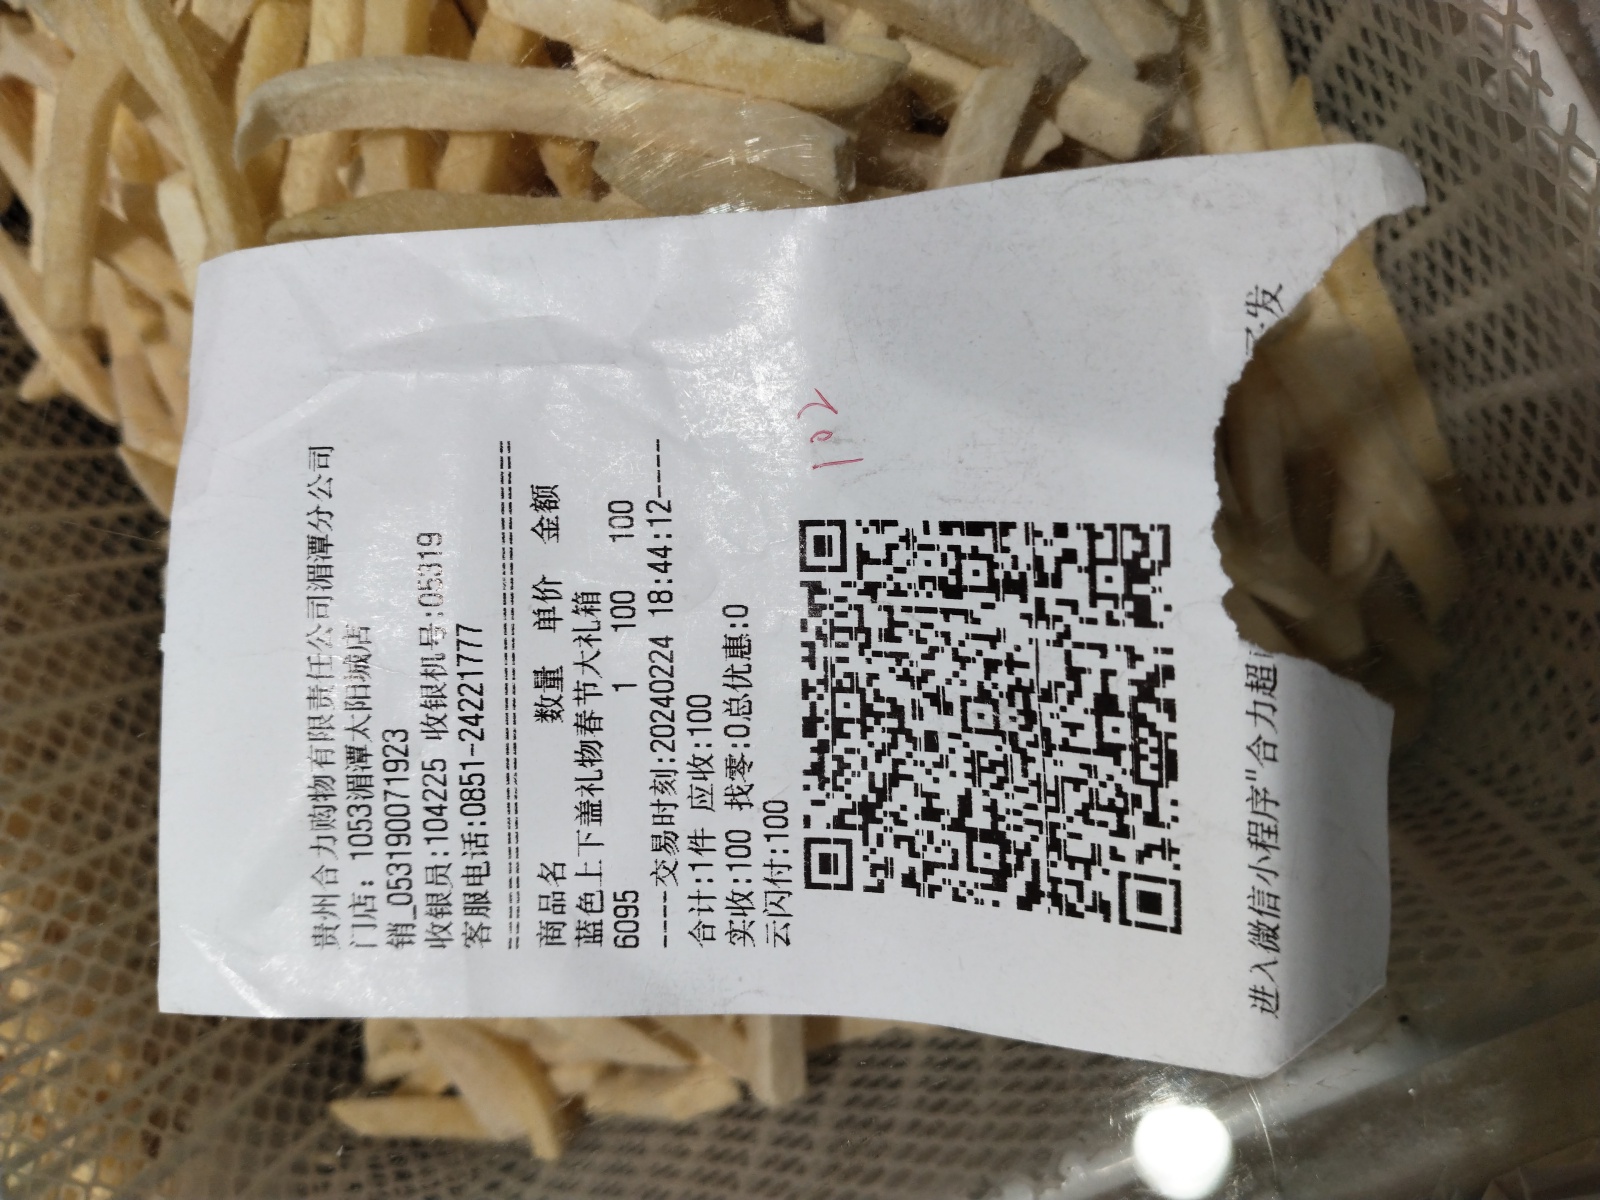 贵州合力购物有限责任公司湄潭分公司
门店: 1053湄潭太阳城店
销_053190071923
收银员:104225 收银机号:05319
客服电话:0851-24221777
商品名 数量 单价 金额
蓝色上下盖礼物春节大礼箱
6095 1 100 100
----交易时刻:20240224 18:44:12----
合计:1件 应收:100
实收:100 找零:0总优惠:0
云闪付:100
102
进入微信小程序"合力超
发